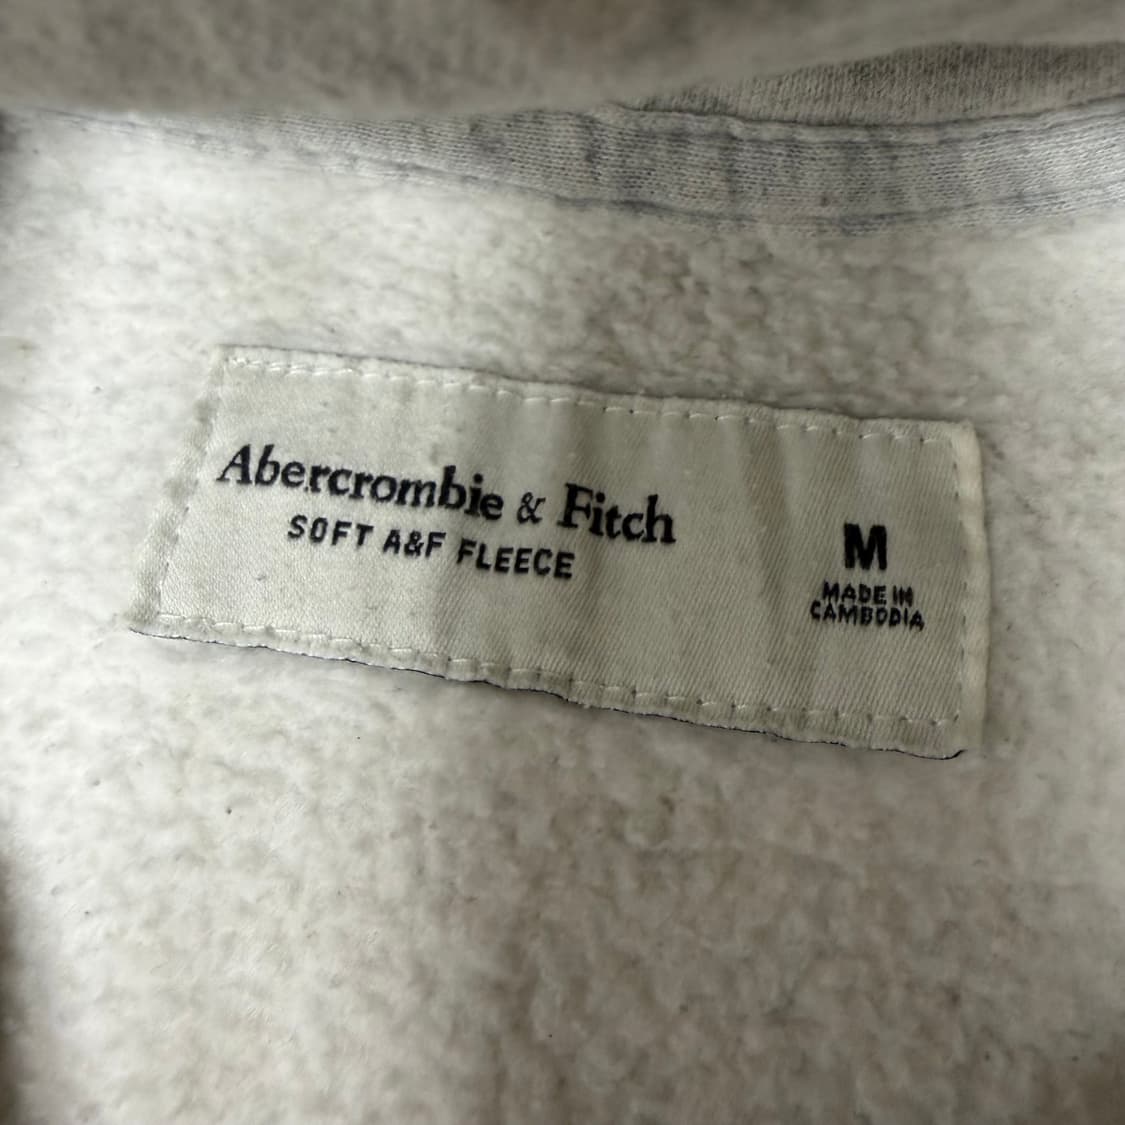 Abercrombie & Fitch
SOFT A&F FLEECE
M
MADE IN
CAMBODIA